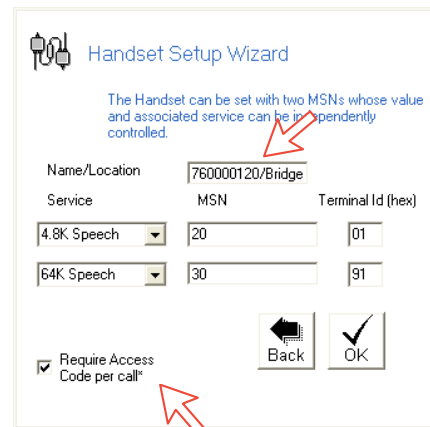 Handset Setup Wizard
The Handset can be set with two MSNs whose value
and associated service can be independently
controlled.
Name/Location 760000120/Bridge
Service MSN Terminal Id (hex)
4.8K Speech 20 01
64K Speech 30 91
Require Access
Code per call*
Back OK